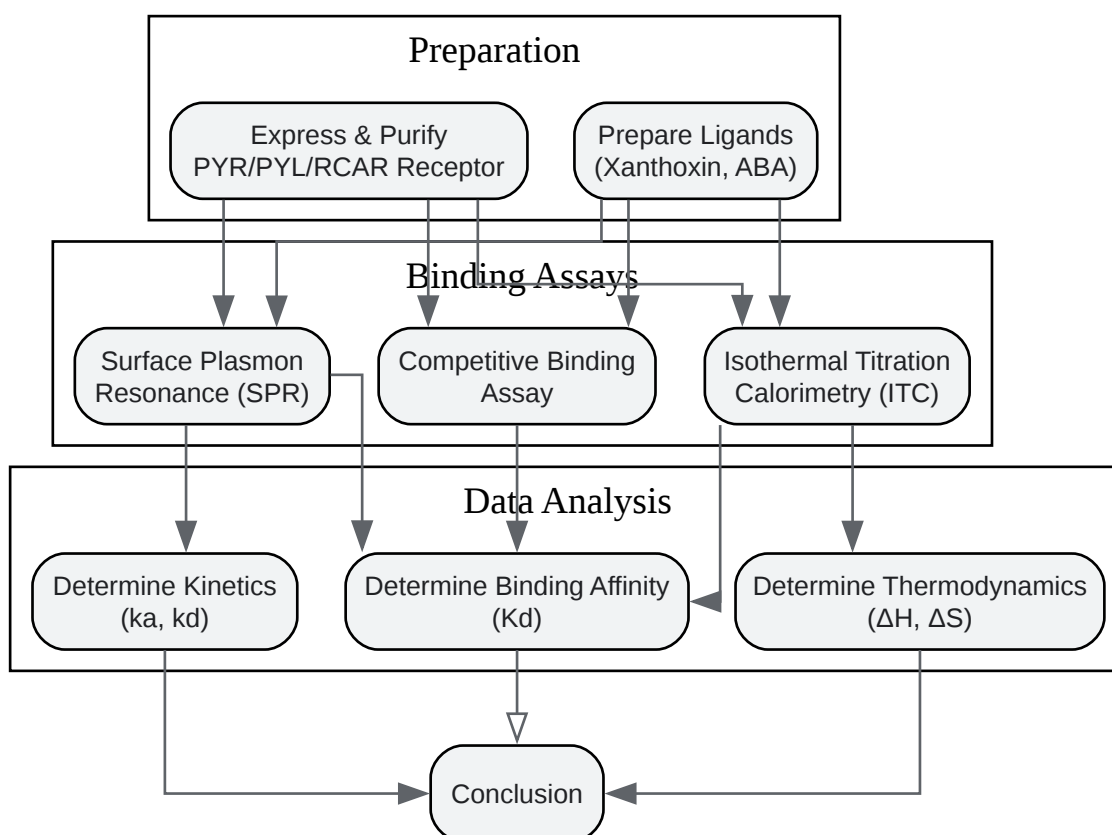 Preparation
Express & Purify
PYR/PYL/RCAR Receptor
Prepare Ligands
(Xanthoxin, ABA)
Binding Assays
Surface Plasmon
Resonance (SPR)
Competitive Binding
Assay
Isothermal Titration
Calorimetry (ITC)
Data Analysis
Determine Kinetics
(ka, kd)
Determine Binding Affinity
(Kd)
Determine Thermodynamics
(ΔH, ΔS)
Conclusion